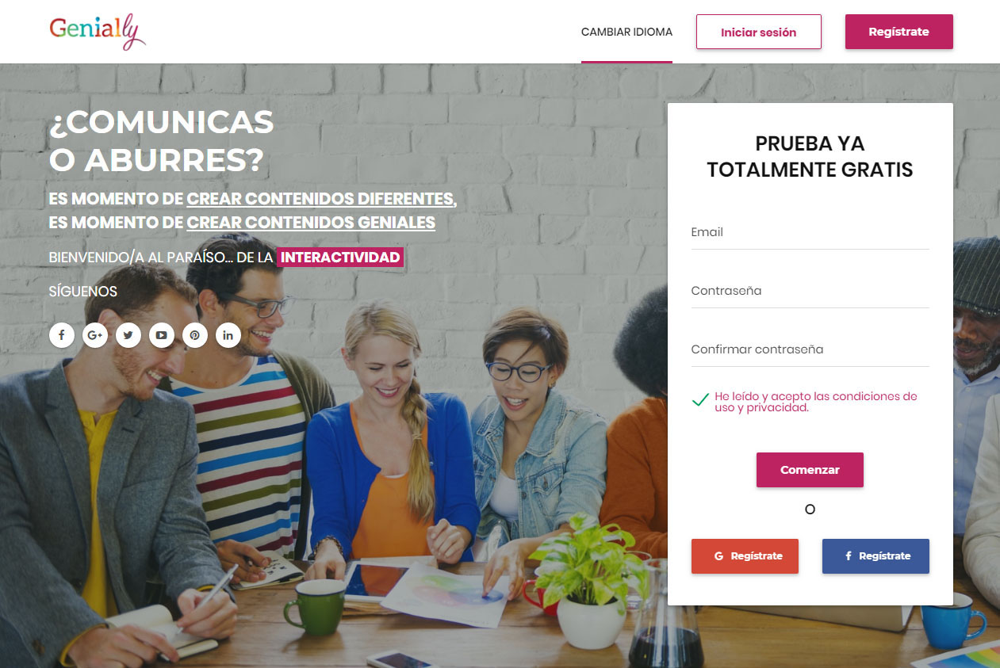 Genially
CAMBIAR IDIOMA
Iniciar sesión
Regístrate
¿COMUNICAS
O ABURRES?
ES MOMENTO DE CREAR CONTENIDOS DIFERENTES,
ES MOMENTO DE CREAR CONTENIDOS GENIALES
BIENVENIDO/A AL PARAÍSO... DE LA INTERACTIVIDAD
SÍGUENOS
PRUEBA YA
TOTALMENTE GRATIS
Email
Contraseña
Confirmar contraseña
He leído y acepto las condiciones de
uso y privacidad.
Comenzar
O
G Regístrate
f Regístrate